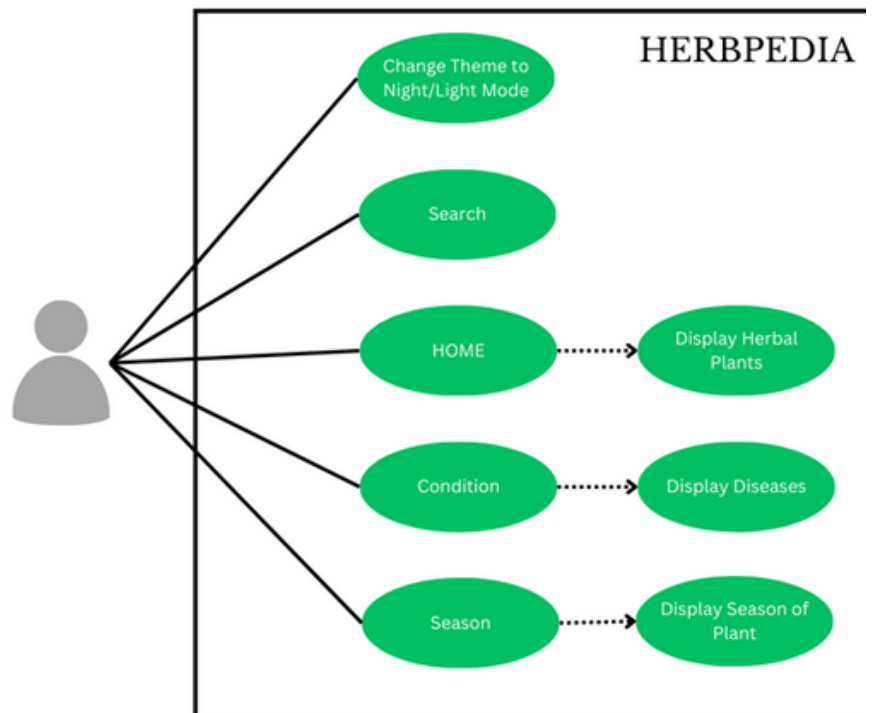 HERBPEDIA
Change Theme to
Night/Light Mode
Search
HOME
Display Herbal
Plants
Condition
Display Diseases
Season
Display Season of
Plant